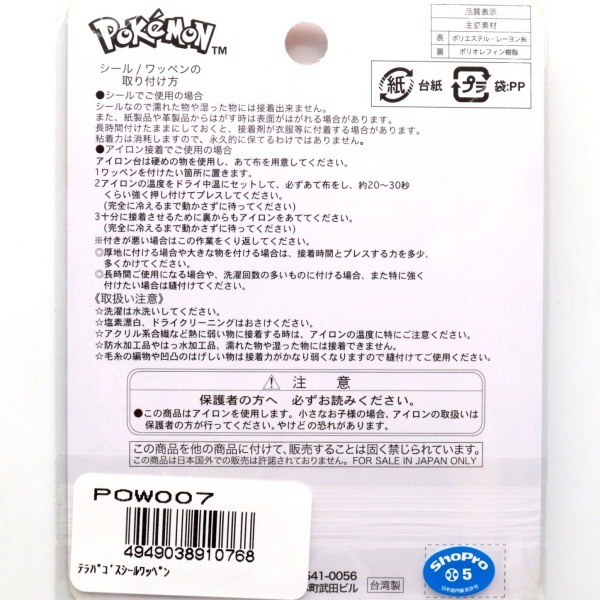 POKÉMON™
品質表示
主要素材
表 ポリエステル・レーヨン糸
裏 ポリオレフィン樹脂
紙 台紙 プラ 袋:PP
シール / ワッペンの
取り付け方
●シールでご使用の場合
シールなので濡れた物や湿った物には接着出来ません。
また、紙製品や革製品からはがす時は表面がはがれる場合があります。
長時間付けたままにしておくと、接着剤が衣服等に付着する場合があります。
粘着力は消耗しますので、永久的に保てるわけではありません。
●アイロン接着でご使用の場合
アイロン台は硬めの物を使用し、あて布を用意してください。
1ワッペンを付けたい箇所に置きます。
2アイロンの温度をドライ中温にセットして、必ずあて布をし、約20〜30秒
くらい強く押し付けてプレスしてください。
(完全に冷えるまで動かさずに待ってください)
3十分に接着させるために裏からもアイロンをあててください。
(完全に冷えるまで動かさずに待ってください)
※付きが悪い場合はこの作業をくり返してください。
◎厚地に付ける場合や大きな物を付ける場合は、接着時間とプレスする力を多少、
多くかけてください。
◎長時間ご使用になる場合や、洗濯回数の多いものに付ける場合、また特に強く
付けたい場合は縫付けてください。
《取扱い注意》
☆洗濯は水洗いしてください。
☆塩素漂白、ドライクリーニングはおさけください。
☆アクリル系合繊など熱に弱い物に接着する時は、アイロンの温度に特にご注意ください。
☆防水加工品やはっ水加工品、濡れた物や湿った物には接着できません。
☆毛糸の編物や凹凸のはげしい物は接着力がかなり弱くなりますので縫付けてご使用ください。
⚠ 注 意
保護者の方へ 必ずお読みください。
●この商品はアイロンを使用します。小さなお子様の場合、アイロンの取扱いは
保護者の方が行ってください。やけどの恐れがあります。
この商品を他の商品に付けて、販売することは固く禁じられています。
この商品は日本国外での販売は許諾されておりません。 FOR SALE IN JAPAN ONLY
POW007
4949038910768
ﾃﾗﾊﾟｺﾞｽｼｰﾙﾜｯﾍﾟﾝ
541-0056
町武田ビル
台湾製
ShoPro
5
日本国内販売許可